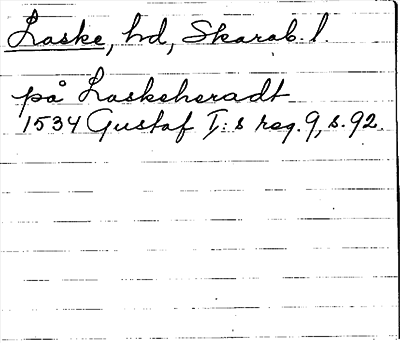 Laske, hd, Skarab. l.
på Laskeheradt
1534 Gustaf I:s reg. 9, s. 92.